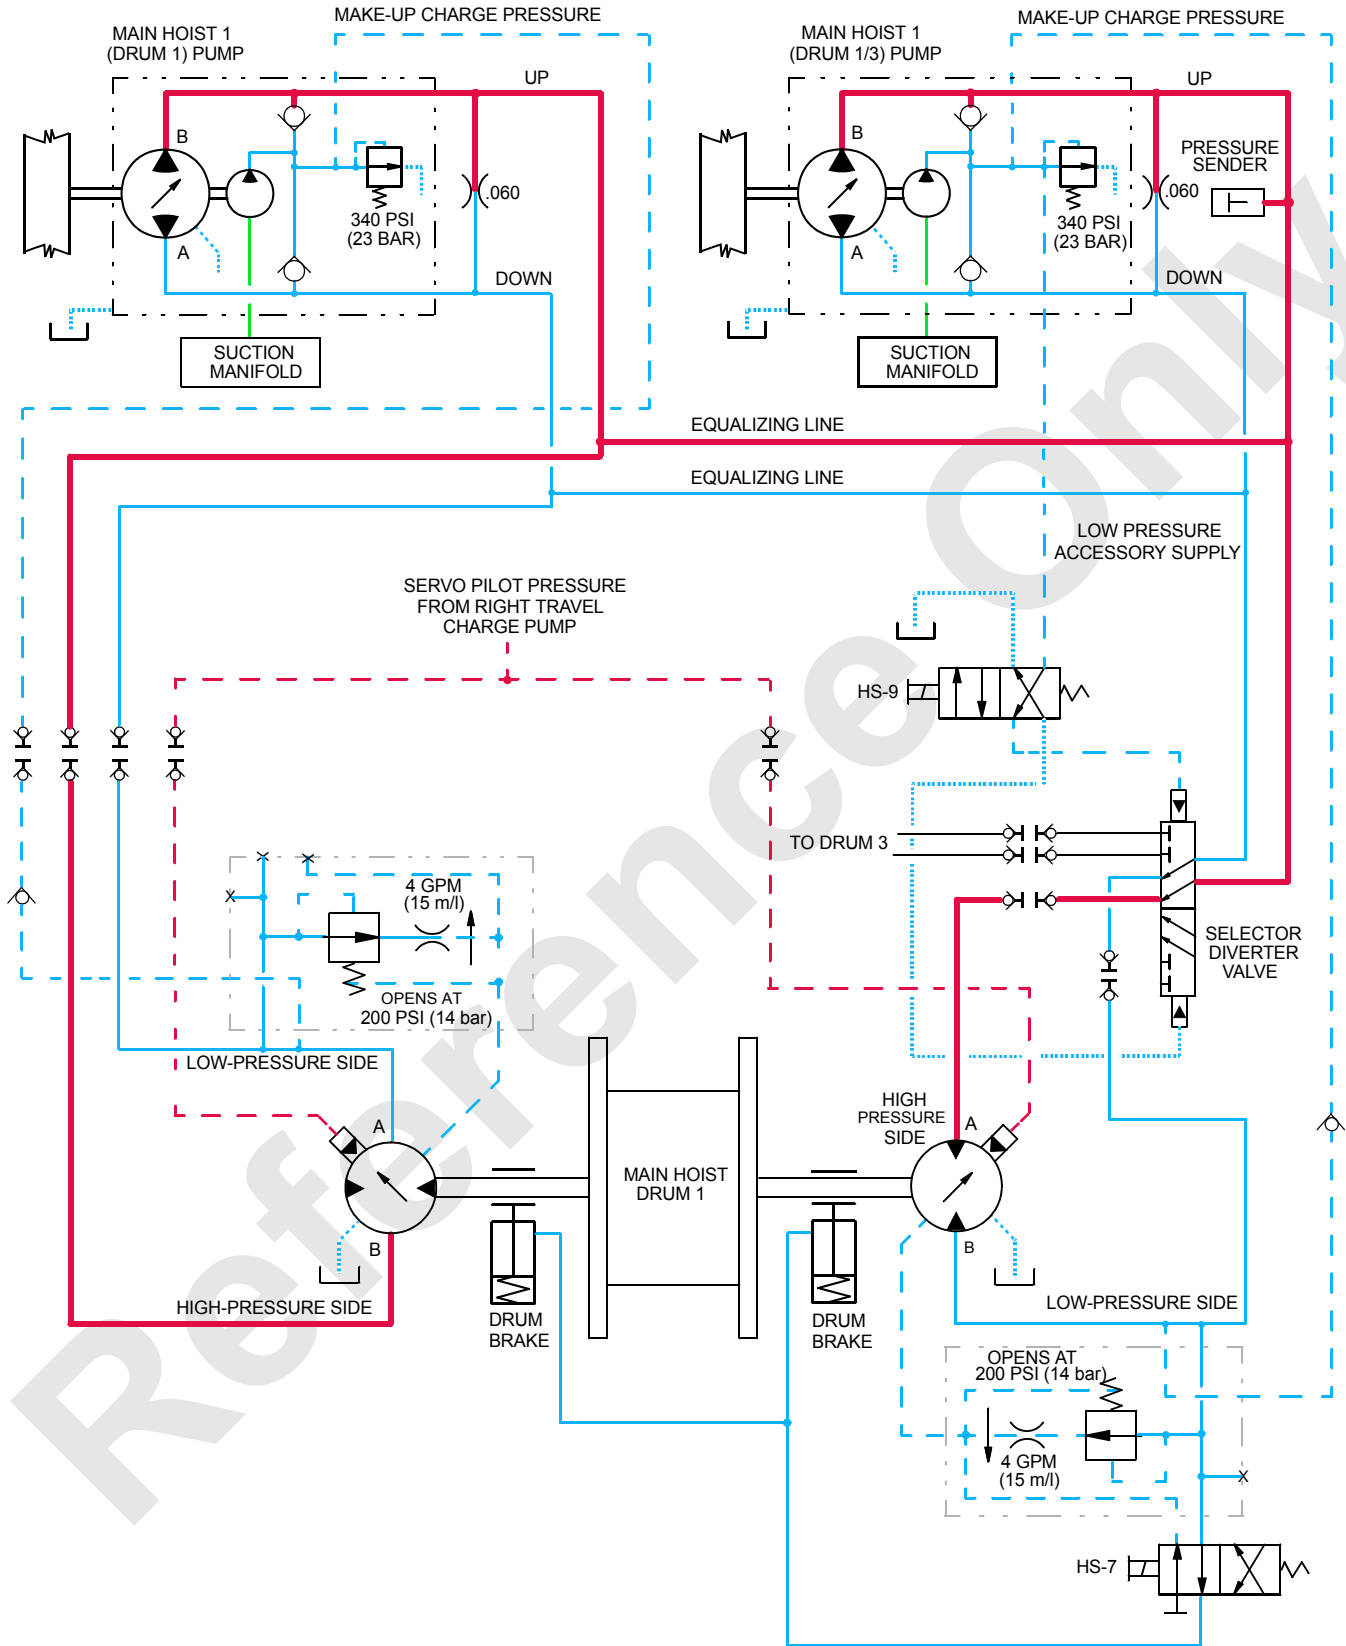 MAKE-UP CHARGE PRESSURE
MAKE-UP CHARGE PRESSURE
MAIN HOIST 1
(DRUM 1) PUMP
MAIN HOIST 1
(DRUM 1/3) PUMP
UP
UP
B
B
PRESSURE
SENDER
.060
.060
340 PSI
(23 BAR)
340 PSI
(23 BAR)
A
A
DOWN
DOWN
SUCTION
MANIFOLD
SUCTION
MANIFOLD
EQUALIZING LINE
EQUALIZING LINE
LOW PRESSURE
ACCESSORY SUPPLY
SERVO PILOT PRESSURE
FROM RIGHT TRAVEL
CHARGE PUMP
HS-9
TO DRUM 3
4 GPM
(15 m/l)
SELECTOR
DIVERTER
VALVE
OPENS AT
200 PSI (14 bar)
LOW-PRESSURE SIDE
HIGH
PRESSURE
SIDE
A
A
MAIN HOIST
DRUM 1
B
B
HIGH-PRESSURE SIDE
DRUM
BRAKE
DRUM
BRAKE
LOW-PRESSURE SIDE
OPENS AT
200 PSI (14 bar)
4 GPM
(15 m/l)
X
X
X
X
HS-7
Reference Only